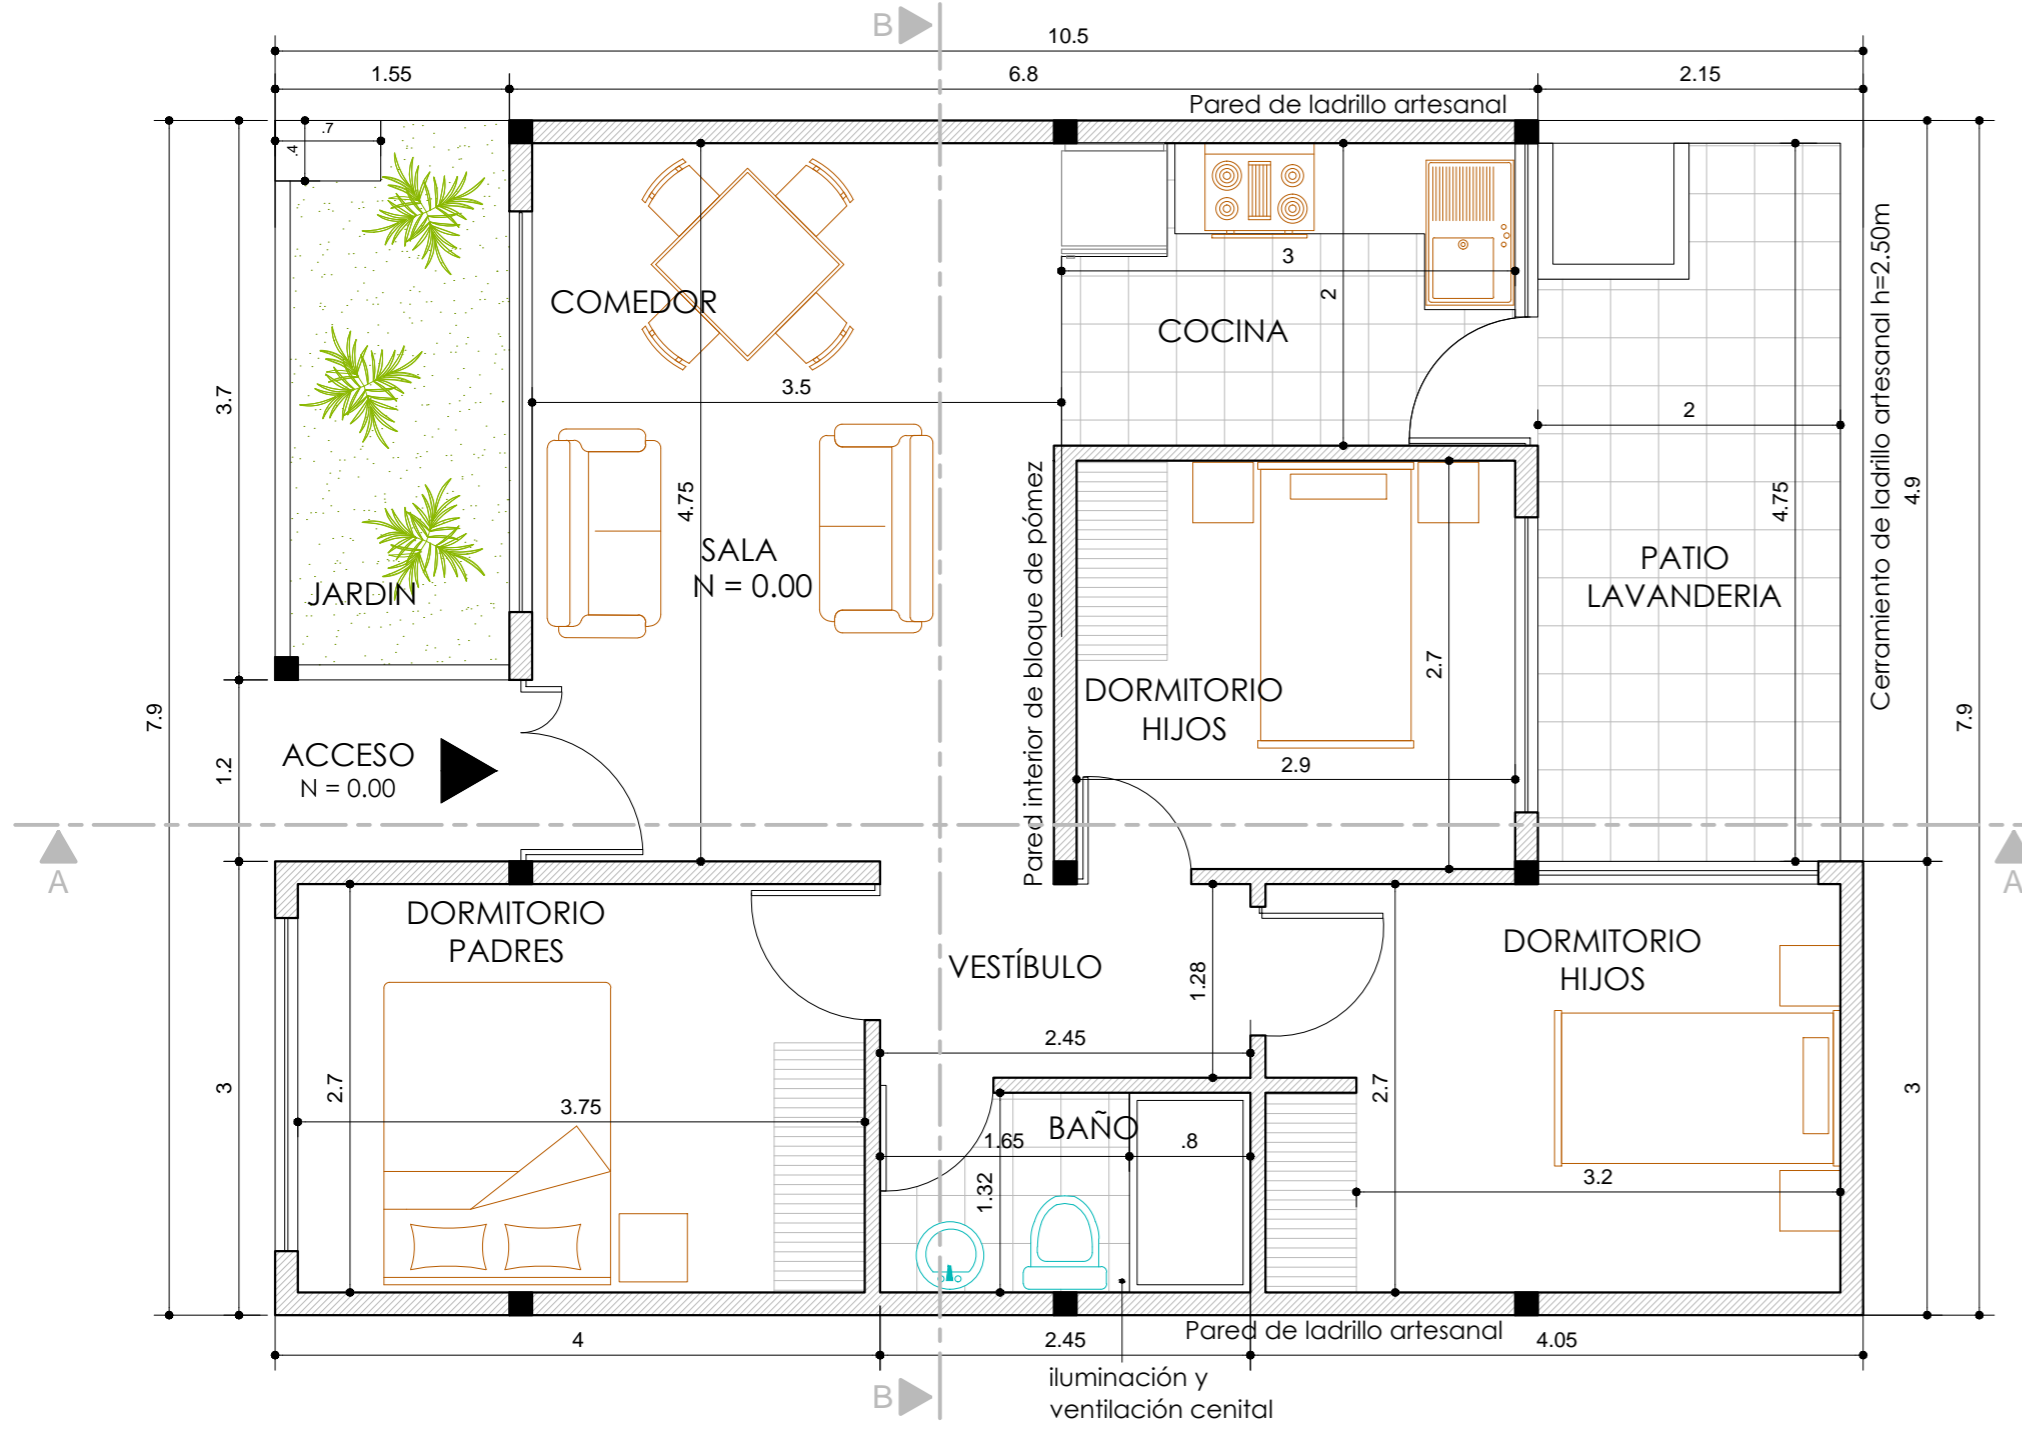 B
10.5
1.55
6.8
2.15
Pared de ladrillo artesanal
.7
.4
3
2
COMEDOR
COCINA
3.5
3.7
2
4.75
4.75
4.9
Cerramiento de ladrillo artesanal h=2.50m
SALA
N = 0.00
JARDIN
PATIO
LAVANDERIA
Pared interior de bloque de pómez
2.7
DORMITORIO
HIJOS
7.9
7.9
ACCESO
N = 0.00
1.2
2.9
A
A
DORMITORIO
PADRES
VESTÍBULO
1.28
DORMITORIO
HIJOS
2.45
3
2.7
3.75
BAÑO
1.65
.8
1.32
2.7
3.2
3
Pared de ladrillo artesanal
4
2.45
4.05
iluminación y
ventilación cenital
B